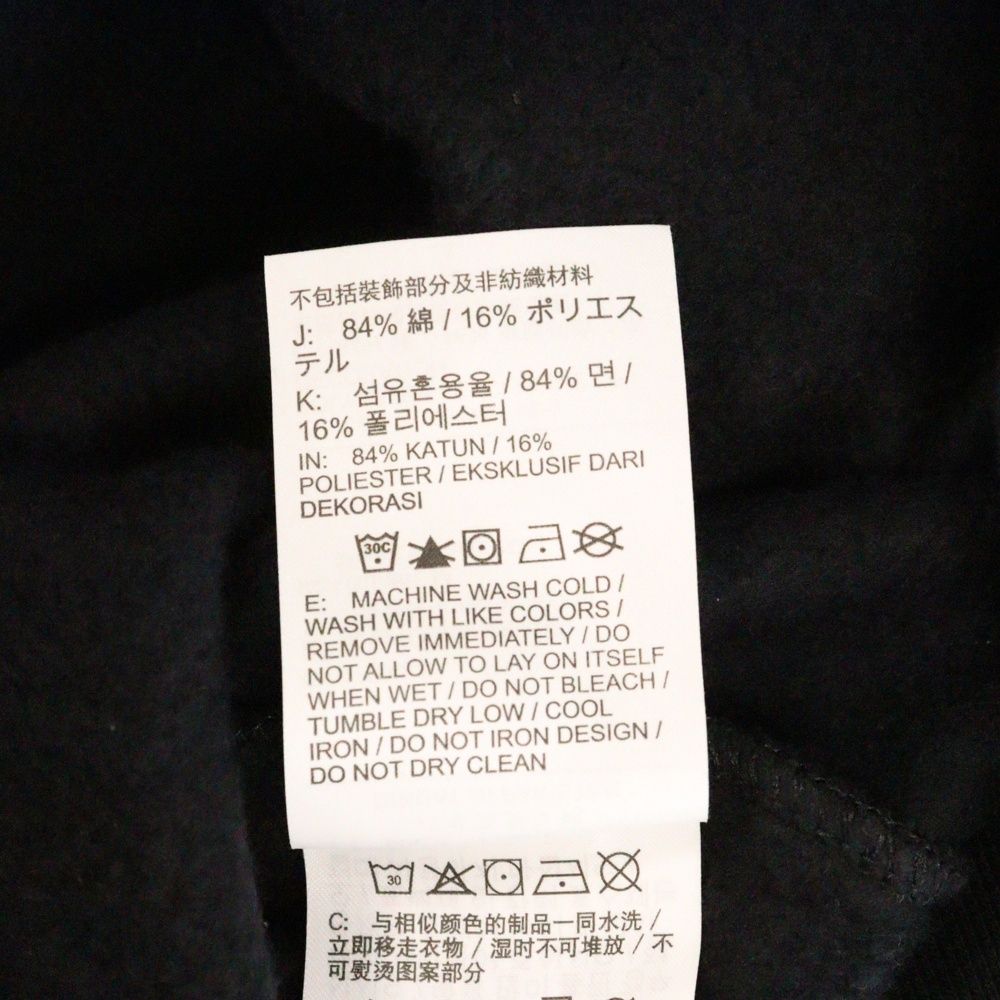 不包括裝飾部分及非紡織材料
J: 84% 綿 / 16% ポリエス
テル
K: 섬유혼용율 / 84% 면 /
16% 폴리에스터
IN: 84% KATUN / 16%
POLIESTER / EKSKLUSIF DARI
DEKORASI
30C
E: MACHINE WASH COLD /
WASH WITH LIKE COLORS /
REMOVE IMMEDIATELY / DO
NOT ALLOW TO LAY ON ITSELF
WHEN WET / DO NOT BLEACH /
TUMBLE DRY LOW / COOL
IRON / DO NOT IRON DESIGN /
DO NOT DRY CLEAN
30
C: 与相似颜色的制品一同水洗 /
立即移走衣物 / 湿时不可堆放 / 不
可熨烫图案部分